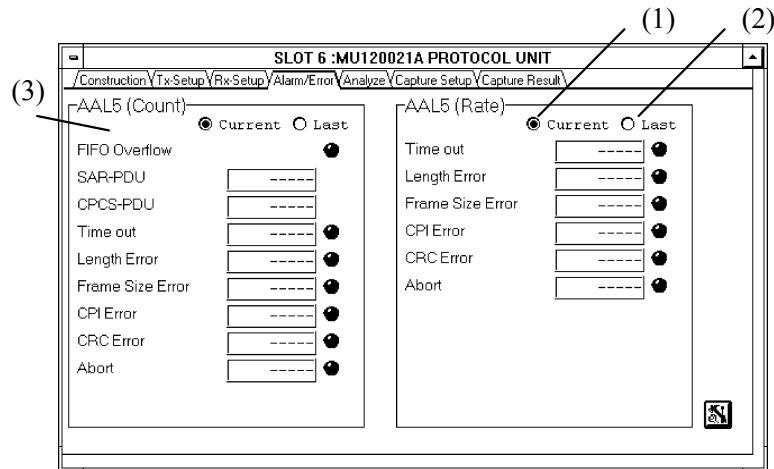 (1) (2)
SLOT 6 :MU120021A PROTOCOL UNIT
Construction Tx-Setup Rx-Setup Alarm/Error Analyze Capture Setup Capture Result
(3)
AAL5 (Count)
Current Last
FIFO Overflow
SAR-PDU -----
CPCS-PDU -----
Time out -----
Length Error -----
Frame Size Error -----
CPI Error -----
CRC Error -----
Abort -----
AAL5 (Rate)
Current Last
Time out -----
Length Error -----
Frame Size Error -----
CPI Error -----
CRC Error -----
Abort -----